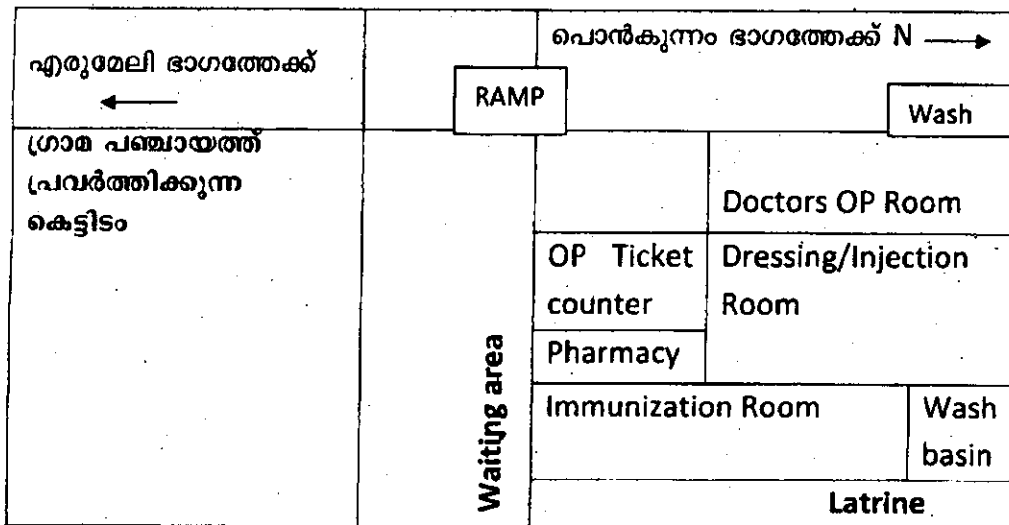 പൊൻകുന്നം ഭാഗത്തേക്ക് N
എരുമേലി ഭാഗത്തേക്ക്
RAMP
Wash
ഗ്രാമ പഞ്ചായത്ത്
പ്രവർത്തിക്കുന്ന
കെട്ടിടം
Doctors OP Room
OP Ticket
counter
Dressing/Injection
Room
Pharmacy
Waiting area
Immunization Room
Wash
basin
Latrine